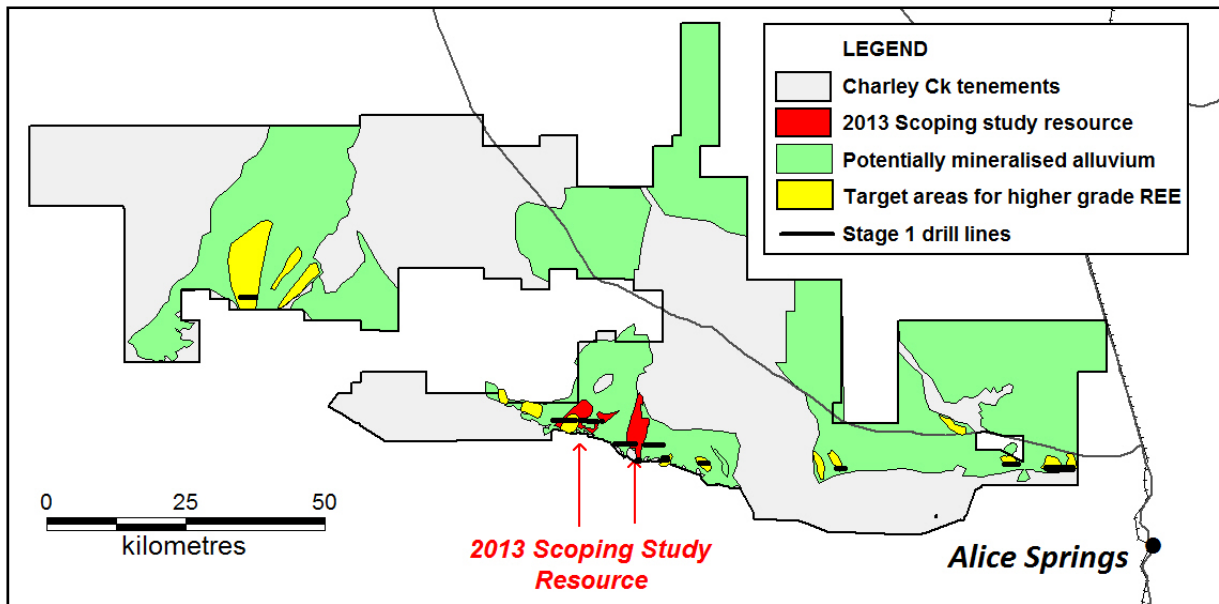 LEGEND
Charley Ck tenements
2013 Scoping study resource
Potentially mineralised alluvium
Target areas for higher grade REE
Stage 1 drill lines
0 25 50
kilometres
2013 Scoping Study
Resource
Alice Springs